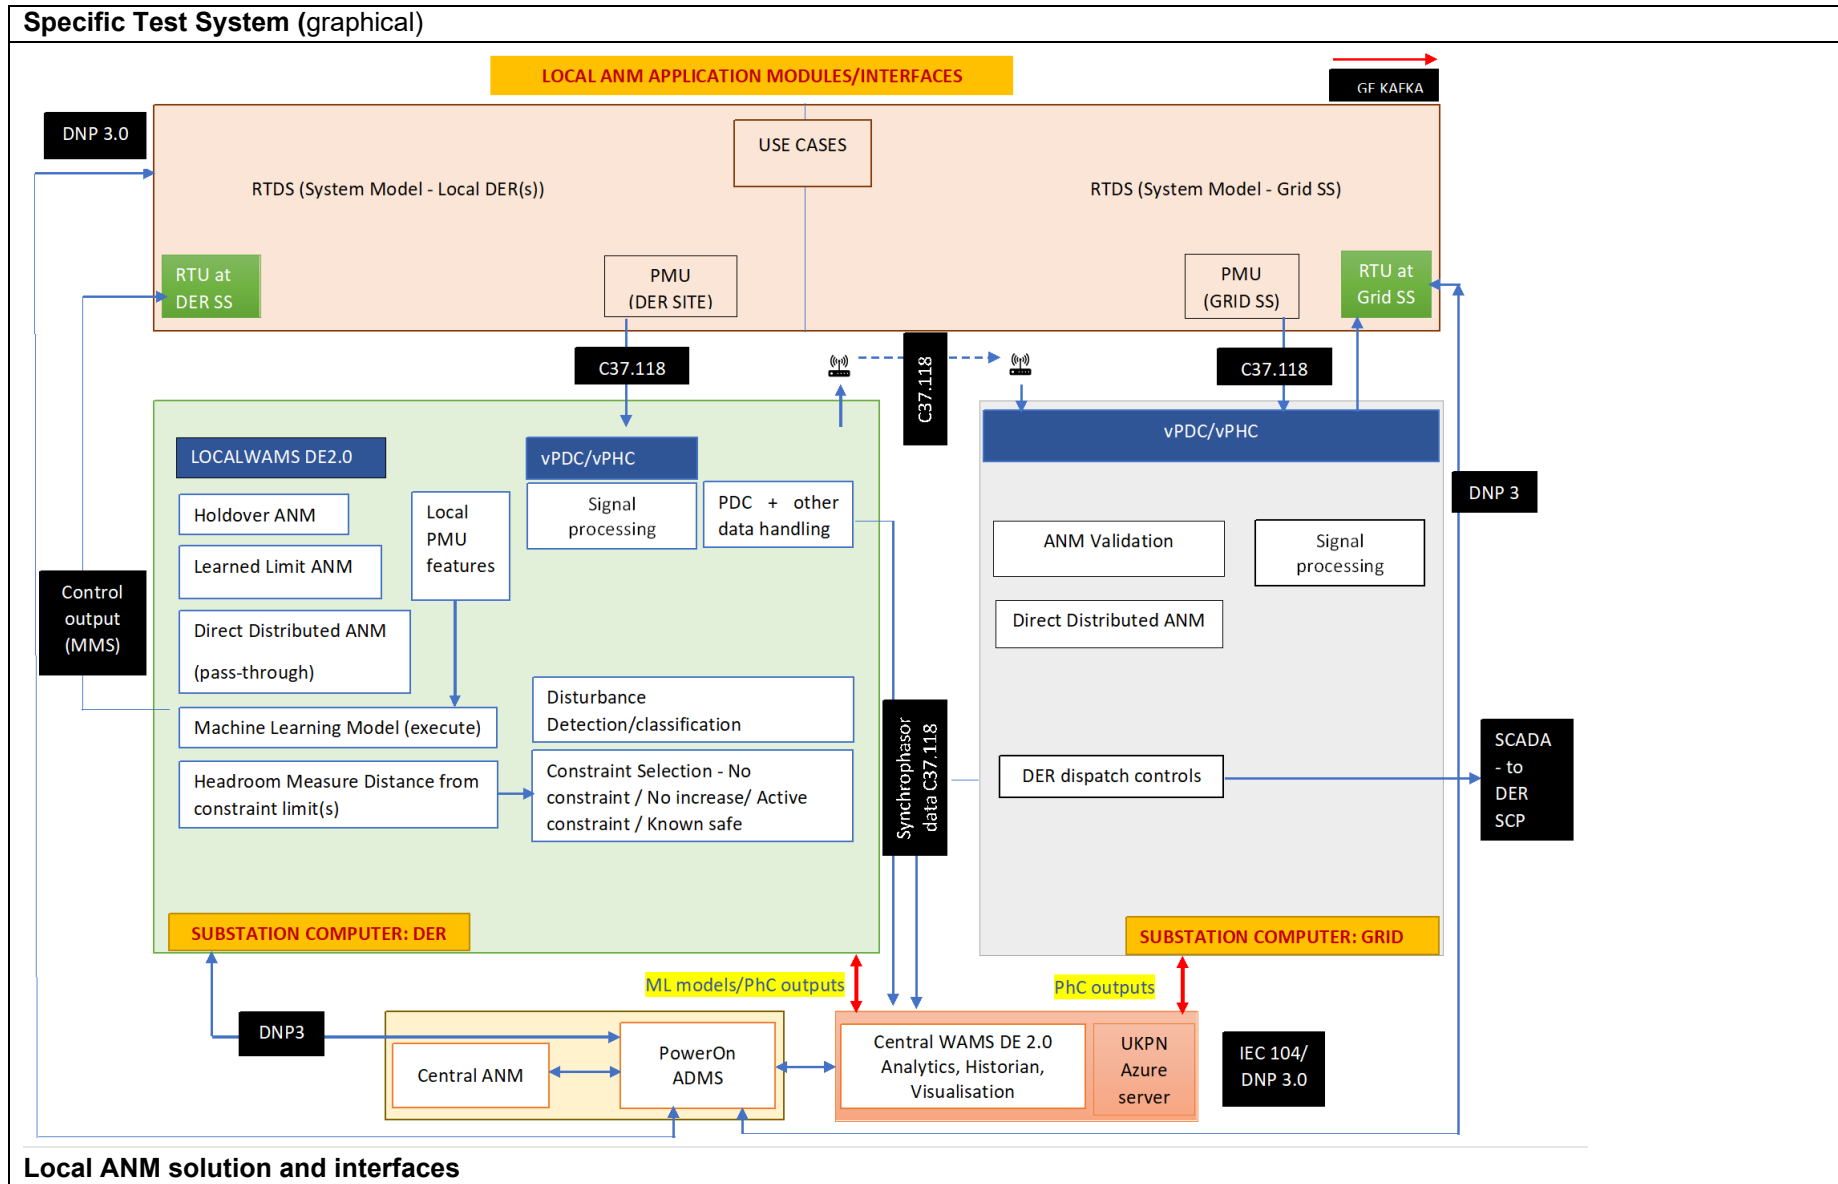 Specific Test System (graphical)
LOCAL ANM APPLICATION MODULES/INTERFACES
GE KAFKA
DNP 3.0
USE CASES
RTDS (System Model - Local DER(s))
RTDS (System Model - Grid SS)
RTU at
DER SS
PMU
(DER SITE)
PMU
(GRID SS)
RTU at
Grid SS
C37.118
C37.118
C37.118
LOCALWAMS DE2.0
vPDC/vPHC
vPDC/vPHC
Holdover ANM
Local
PMU
features
Signal
processing
PDC + other
data handling
DNP 3
Learned Limit ANM
ANM Validation
Signal
processing
Control
output
(MMS)
Direct Distributed ANM
(pass-through)
Direct Distributed ANM
Machine Learning Model (execute)
Disturbance
Detection/classification
Synchrophasor
data C37.118
Headroom Measure Distance from
constraint limit(s)
Constraint Selection - No
constraint / No increase/ Active
constraint / Known safe
DER dispatch controls
SCADA
- to
DER
SCP
SUBSTATION COMPUTER: DER
SUBSTATION COMPUTER: GRID
ML models/PhC outputs
PhC outputs
DNP3
Central ANM
PowerOn
ADMS
Central WAMS DE 2.0
Analytics, Historian,
Visualisation
UKPN
Azure
server
IEC 104/
DNP 3.0
Local ANM solution and interfaces